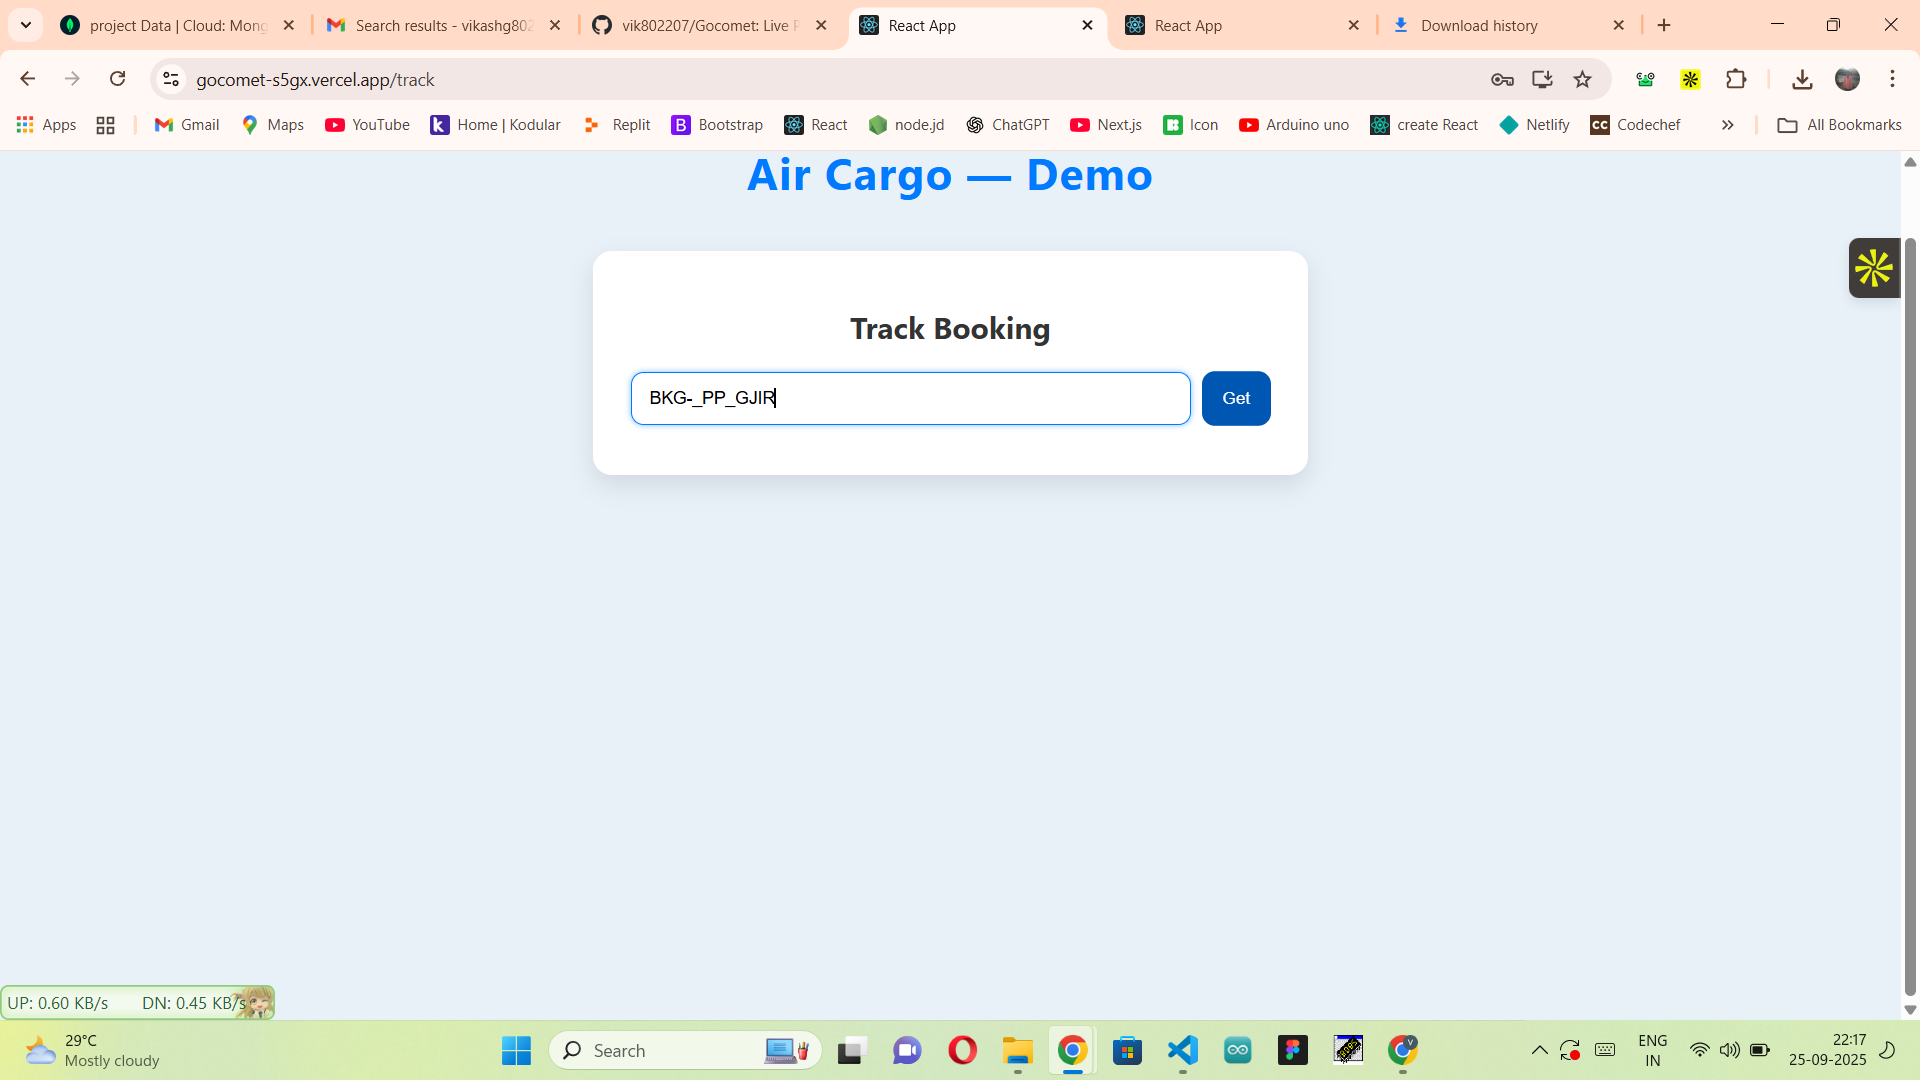 project Data | Cloud: Mong
Search results - vikashg802
vik802207/Gocomet: Live P
React App
React App
Download history
gocomet-s5gx.vercel.app/track
Apps
Gmail
Maps
YouTube
Home | Kodular
Replit
Bootstrap
React
node.jd
ChatGPT
Next.js
Icon
Arduino uno
create React
Netlify
Codechef
All Bookmarks
Air Cargo — Demo
Track Booking
BKG-_PP_GJIR
Get
UP: 0.60 KB/s DN: 0.45 KB/s
29°C
Mostly cloudy
Search
ENG
IN
22:17
25-09-2025